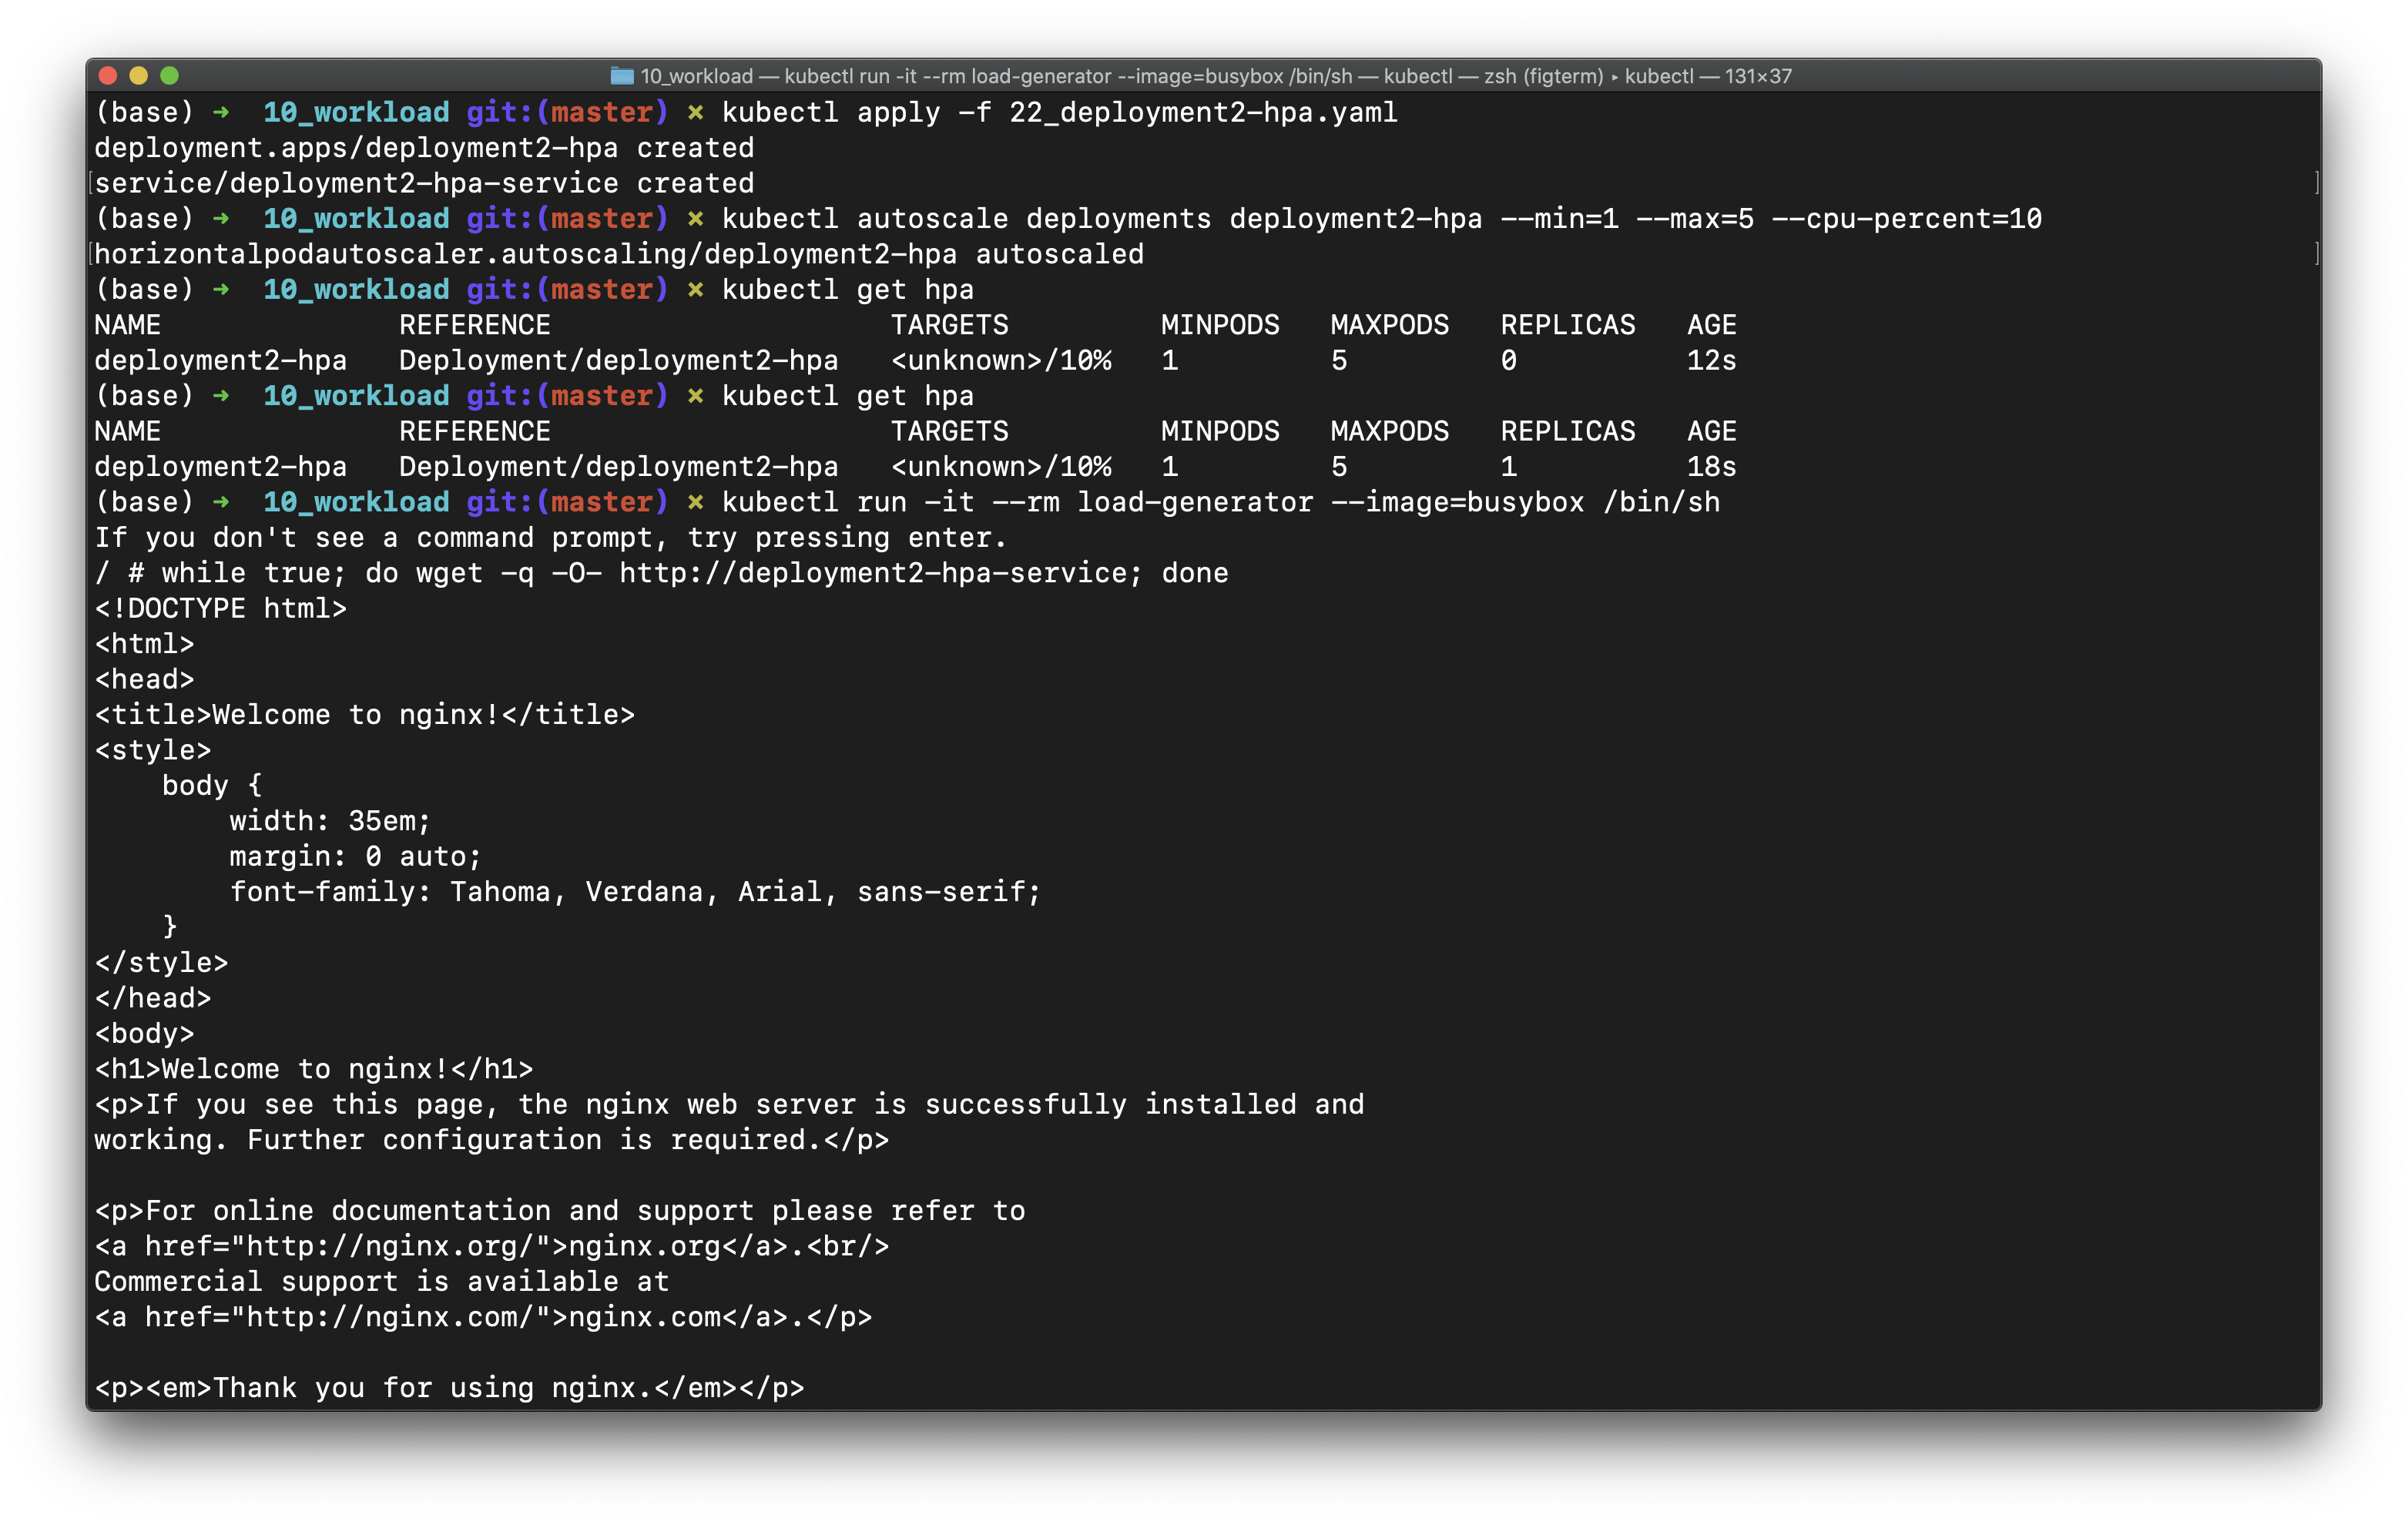 10_workload — kubectl run -it --rm load-generator --image=busybox /bin/sh — kubectl — zsh (figterm) ▸ kubectl — 131×37
(base) ➜  10_workload git:(master) ✗ kubectl apply -f 22_deployment2-hpa.yaml
deployment.apps/deployment2-hpa created
[service/deployment2-hpa-service created ]
(base) ➜  10_workload git:(master) ✗ kubectl autoscale deployments deployment2-hpa --min=1 --max=5 --cpu-percent=10
[horizontalpodautoscaler.autoscaling/deployment2-hpa autoscaled ]
(base) ➜  10_workload git:(master) ✗ kubectl get hpa
NAME              REFERENCE                    TARGETS         MINPODS   MAXPODS   REPLICAS   AGE
deployment2-hpa   Deployment/deployment2-hpa   <unknown>/10%   1         5         0          12s
(base) ➜  10_workload git:(master) ✗ kubectl get hpa
NAME              REFERENCE                    TARGETS         MINPODS   MAXPODS   REPLICAS   AGE
deployment2-hpa   Deployment/deployment2-hpa   <unknown>/10%   1         5         1          18s
(base) ➜  10_workload git:(master) ✗ kubectl run -it --rm load-generator --image=busybox /bin/sh
If you don't see a command prompt, try pressing enter.
/ # while true; do wget -q -O- http://deployment2-hpa-service; done
<!DOCTYPE html>
<html>
<head>
<title>Welcome to nginx!</title>
<style>
    body {
        width: 35em;
        margin: 0 auto;
        font-family: Tahoma, Verdana, Arial, sans-serif;
    }
</style>
</head>
<body>
<h1>Welcome to nginx!</h1>
<p>If you see this page, the nginx web server is successfully installed and
working. Further configuration is required.</p>

<p>For online documentation and support please refer to
<a href="http://nginx.org/">nginx.org</a>.<br/>
Commercial support is available at
<a href="http://nginx.com/">nginx.com</a>.</p>

<p><em>Thank you for using nginx.</em></p>